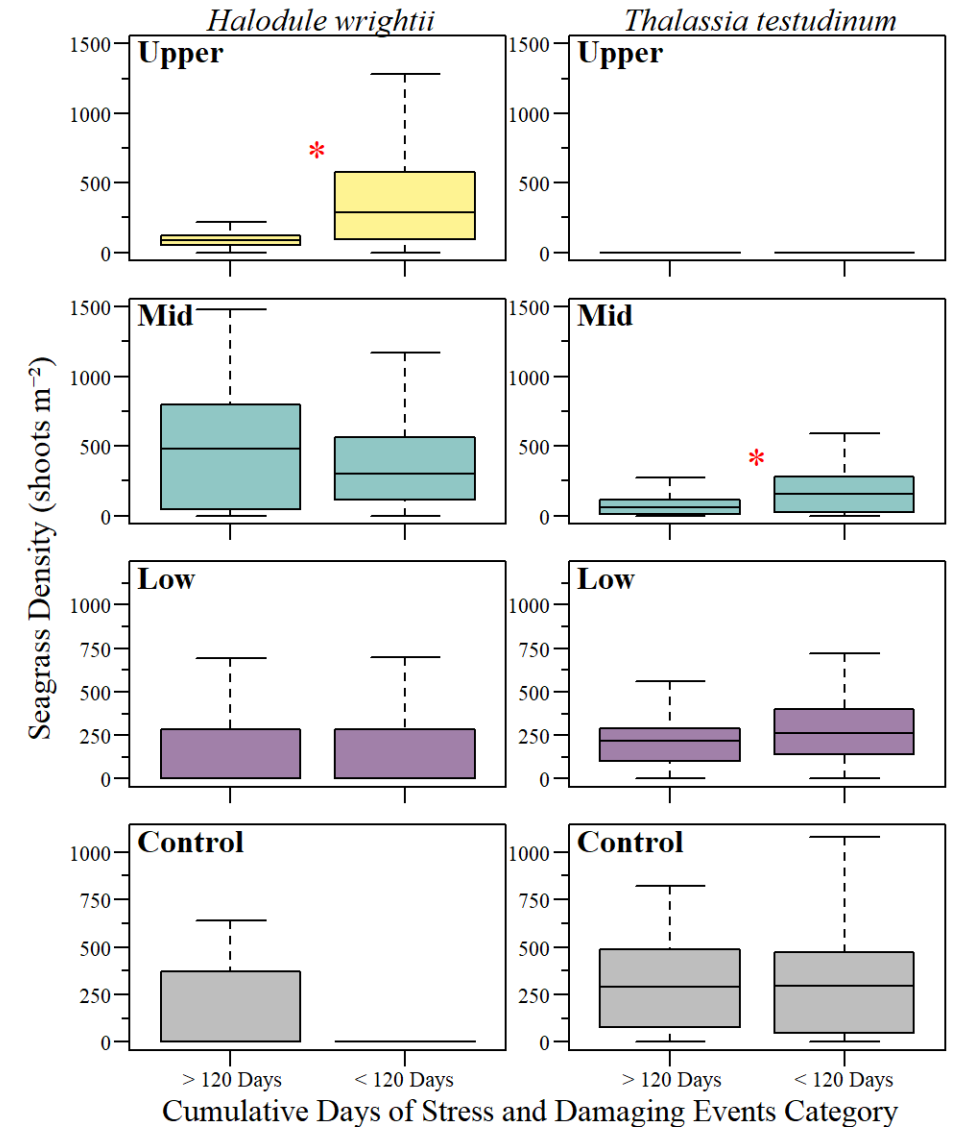 Halodule wrightii
Thalassia testudinum
Seagrass Density (shoots m⁻²)
Upper
1500
1000
500
0
*
Upper
1500
1000
500
0
Mid
1500
1000
500
0
Mid
1500
1000
500
0
*
Low
1000
750
500
250
0
Low
1000
750
500
250
0
Control
1000
750
500
250
0
Control
1000
750
500
250
0
> 120 Days
< 120 Days
> 120 Days
< 120 Days
Cumulative Days of Stress and Damaging Events Category